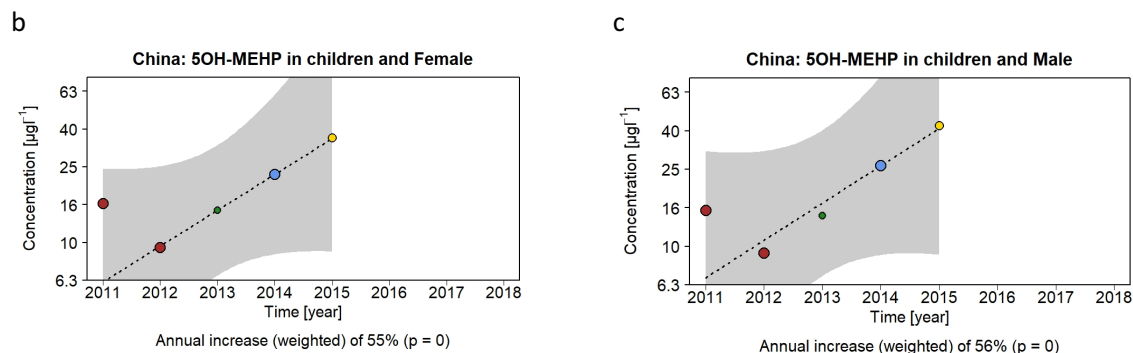 b
China: 5OH-MEHP in children and Female
Concentration [µgl⁻¹]
63
40
25
16
10
6.3
2011 2012 2013 2014 2015 2016 2017 2018
Time [year]
Annual increase (weighted) of 55% (p = 0)
c
China: 5OH-MEHP in children and Male
Concentration [µgl⁻¹]
63
40
25
16
10
6.3
2011 2012 2013 2014 2015 2016 2017 2018
Time [year]
Annual increase (weighted) of 56% (p = 0)